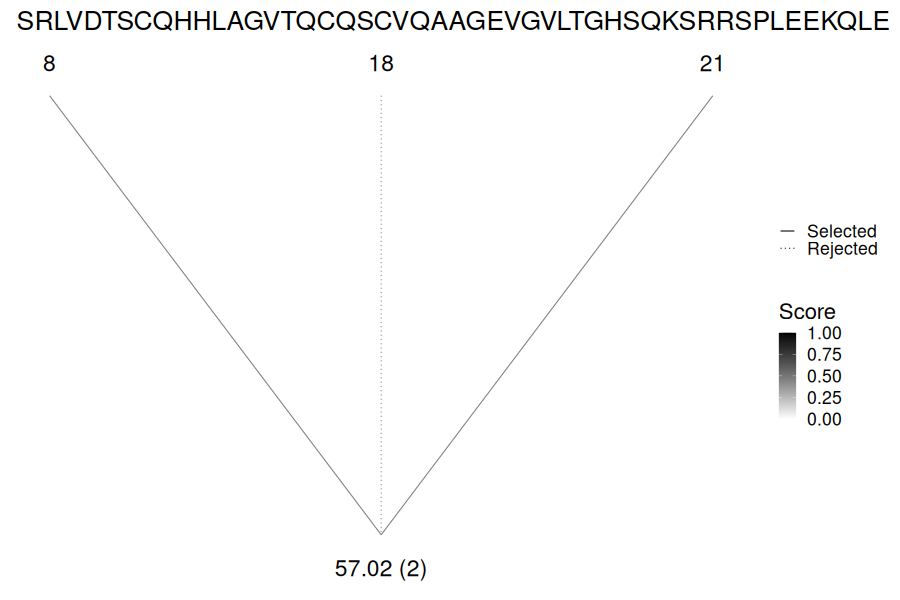 SRLVDTSCQHHLAGVTQCQSCVQAAGEVGVLTGHSQKSRRSPLEEKQLE
8 18 21
Selected
Rejected
Score
1.00
0.75
0.50
0.25
0.00
57.02 (2)